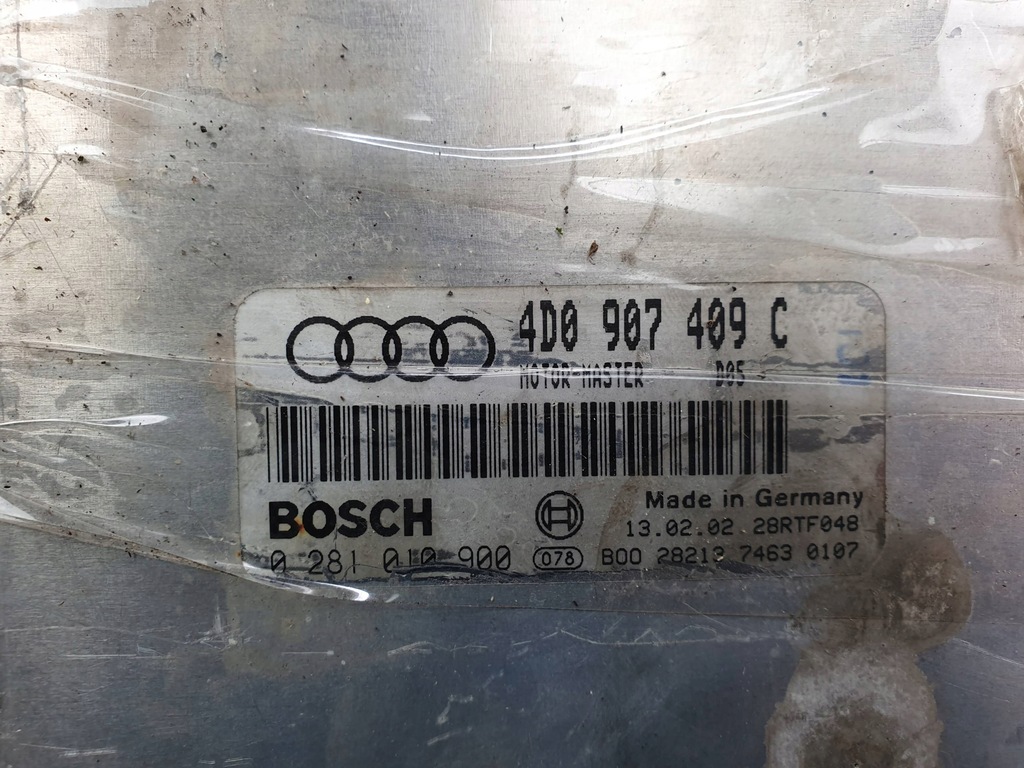 4D0 907 409 C
MOTOR-MASTER D05
BOSCH
Made in Germany
13.02.02 28RTF048
0 281 010 900 078 B00 28213 7463 0107